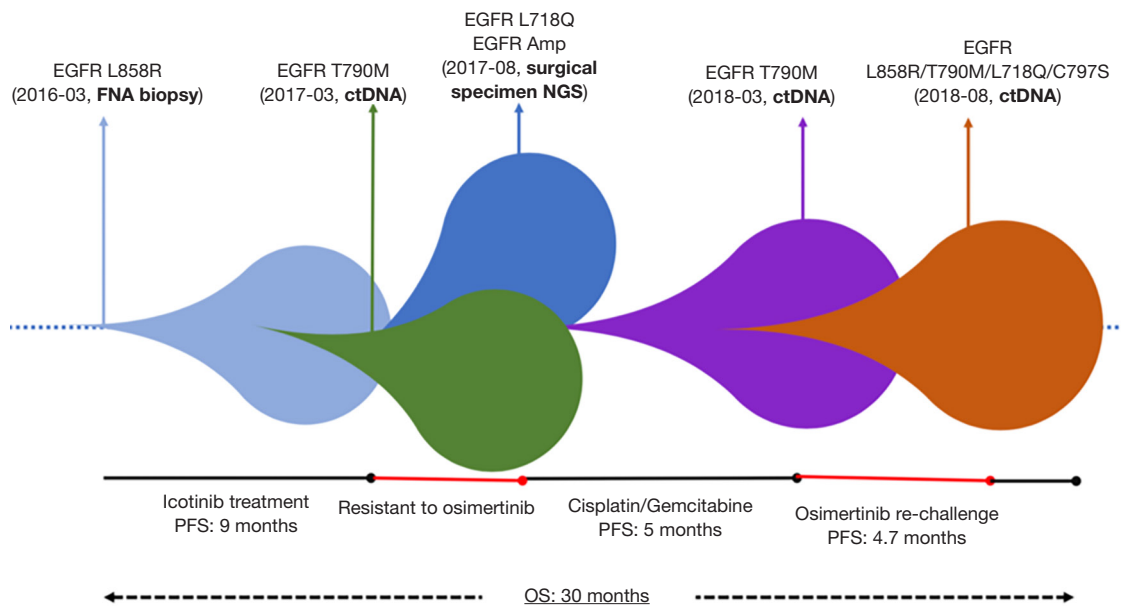 EGFR L858R
(2016-03, FNA biopsy)
EGFR T790M
(2017-03, ctDNA)
EGFR L718Q
EGFR Amp
(2017-08, surgical
specimen NGS)
EGFR T790M
(2018-03, ctDNA)
EGFR
L858R/T790M/L718Q/C797S
(2018-08, ctDNA)
Icotinib treatment
PFS: 9 months
Resistant to osimertinib
Cisplatin/Gemcitabine
PFS: 5 months
Osimertinib re-challenge
PFS: 4.7 months
OS: 30 months